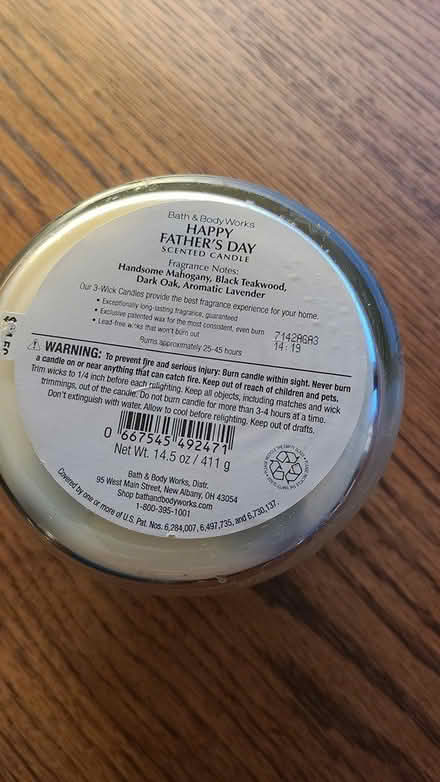 Bath & Body Works
HAPPY
FATHER'S DAY
SCENTED CANDLE
Fragrance Notes:
Handsome Mahogany, Black Teakwood,
Dark Oak, Aromatic Lavender
Our 3-Wick Candles provide the best fragrance experience for your home.
• Exceptionally long-lasting fragrance, guaranteed
• Exclusive patented wax for the most consistent, even burn
• Lead-free wicks that won't burn out
Burns approximately 25-45 hours
7142A6A3
14:19
WARNING: To prevent fire and serious injury: Burn candle within sight. Never burn
a candle on or near anything that can catch fire. Keep out of reach of children and pets.
Trim wicks to 1/4 inch before each relighting. Keep all objects, including matches and wick
trimmings, out of the candle. Do not burn candle for more than 3-4 hours at a time.
Don't extinguish with water. Allow to cool before relighting. Keep out of drafts.
0 667545 492471
Net Wt. 14.5 oz / 411 g
Bath & Body Works, Distr.
95 West Main Street, New Albany, OH 43054
Shop bathandbodyworks.com
1-800-395-1001
Covered by one or more of U.S. Pat. Nos. 6,284,007, 6,497,735, and 6,730,137.